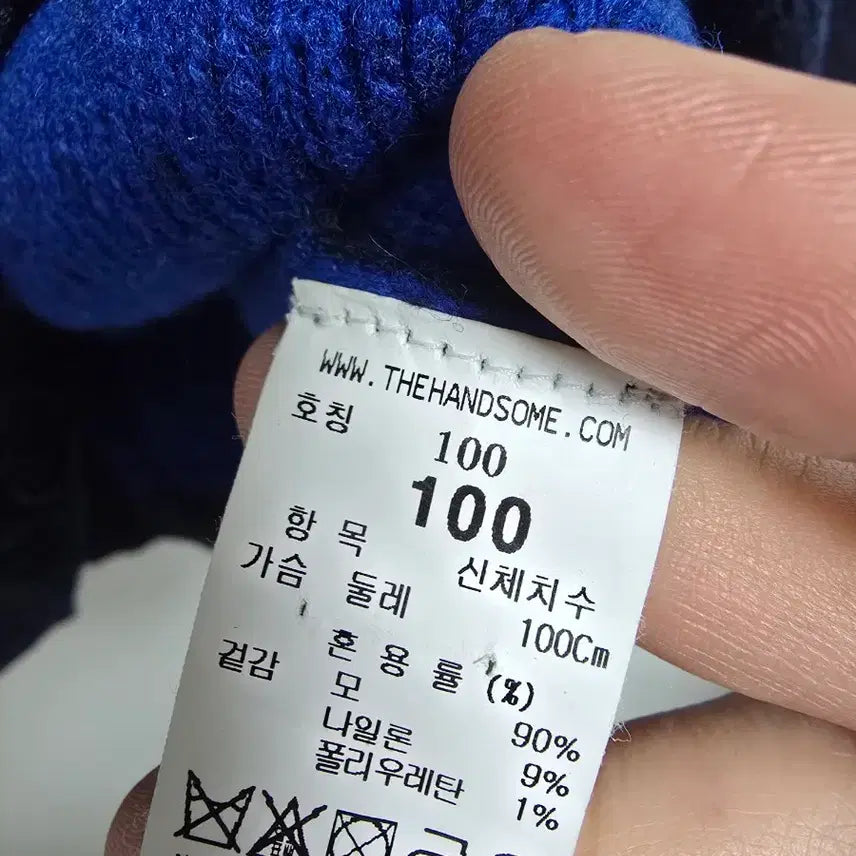 WWW.THEHANDSOME.COM
호칭 100
100
항 목 신체치수
가슴 둘레 100Cm
혼 용 률 (%)
겉감 모 90%
나일론 9%
폴리우레탄 1%